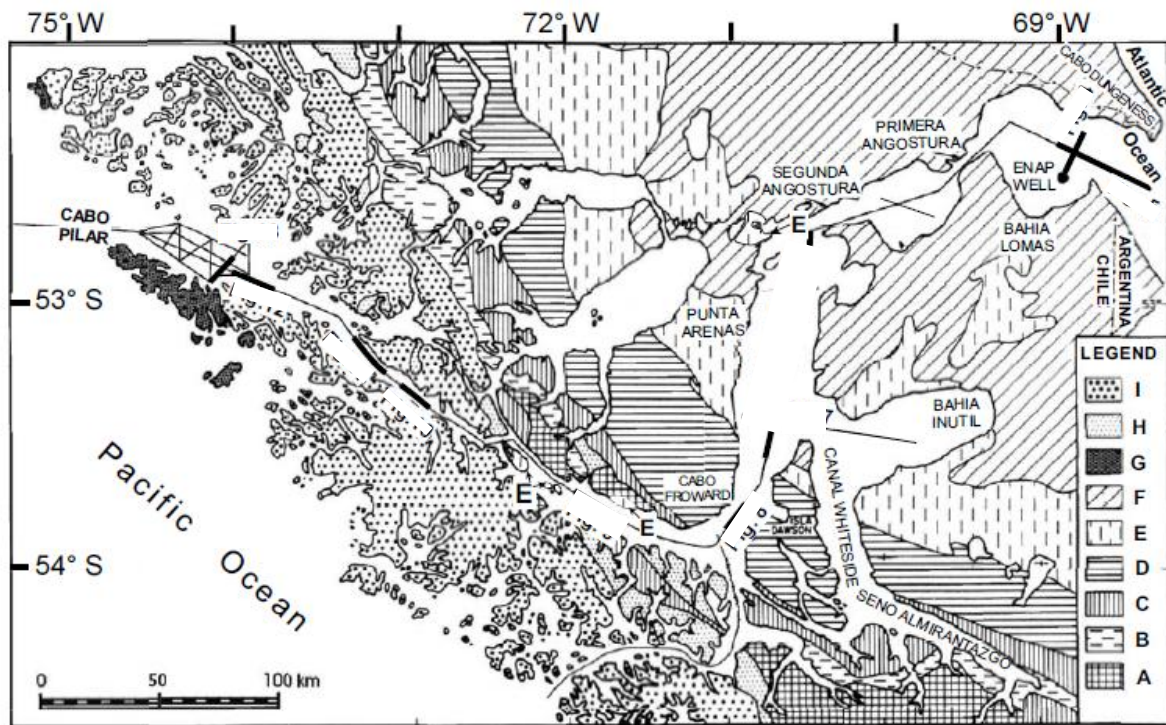 75° W
72° W
69° W
Atlantic
Ocean
CABO DUNGENESS
PRIMERA
ANGOSTURA
SEGUNDA
ANGOSTURA
ENAP
WELL
E
CABO
PILAR
BAHIA
LOMAS
ARGENTINA
CHILE
53° S
53°
PUNTA
ARENAS
LEGEND
I
H
G
F
E
D
C
B
A
BAHIA
INUTIL
Pacific
Ocean
CABO
FROWARD
CANAL WHITESIDE
E
E
ISLA
DAWSON
54° S
SENO ALMIRANTAZGO
0 50 100 km